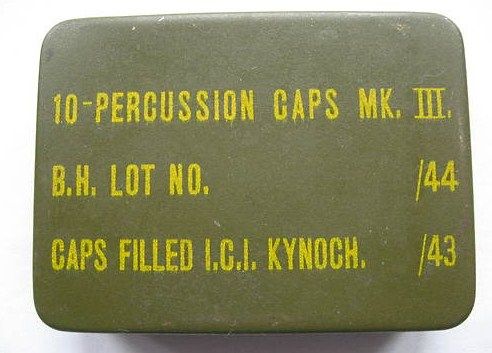 10-PERCUSSION CAPS MK. III.
B.H. LOT NO. /44
CAPS FILLED I.C.I. KYNOCH. /43